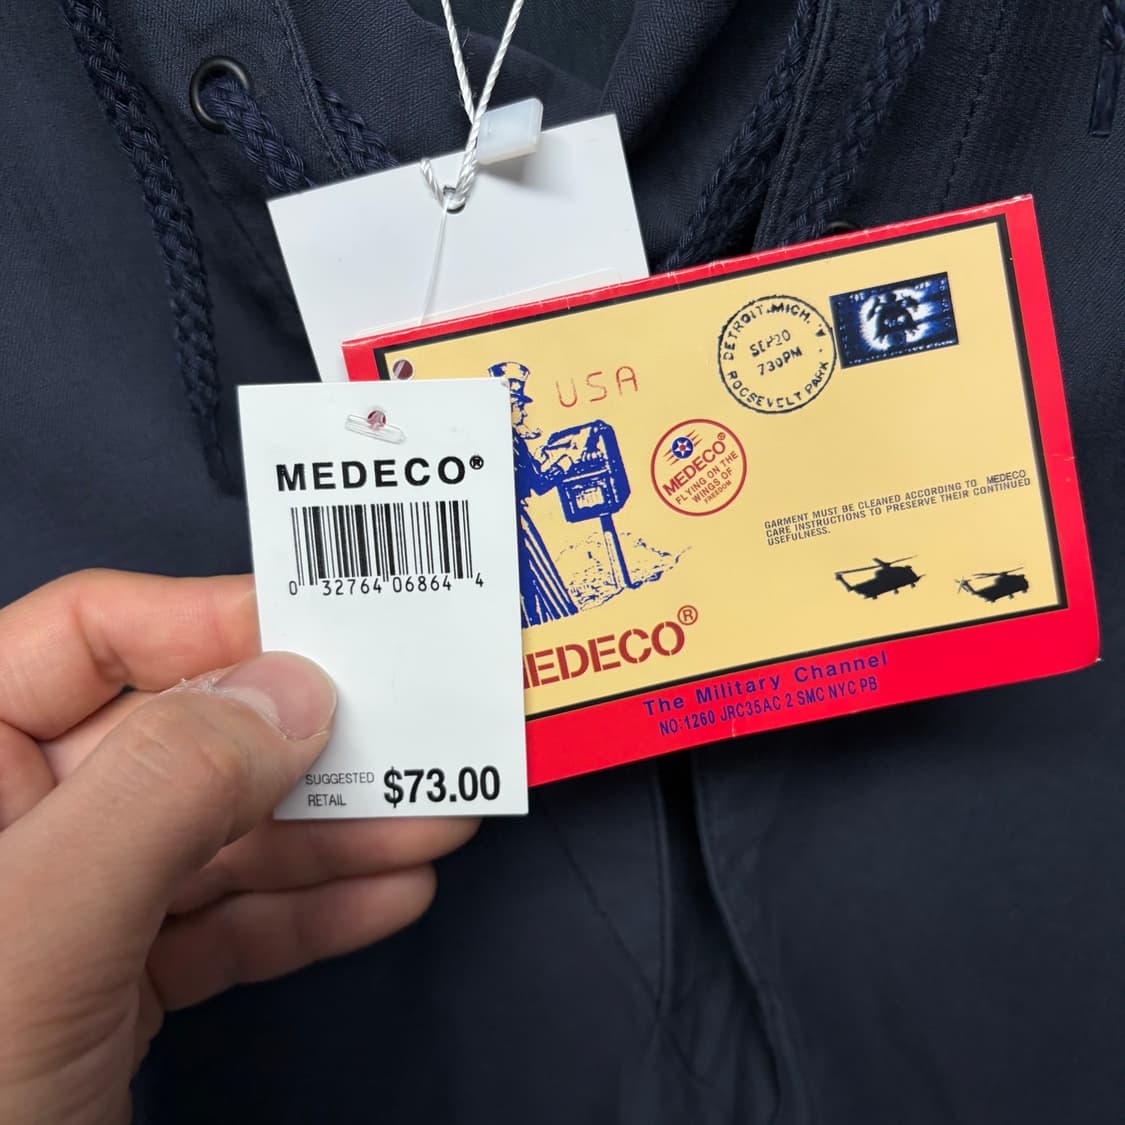 MEDECO®
0 32764 06864 4
SUGGESTED
RETAIL
$73.00
USA
DETROIT, MICH.
SEP20
730PM
ROOSEVELT PARK
MEDECO®
FLYING ON THE
WINGS OF
FREEDOM
GARMENT MUST BE CLEANED ACCORDING TO MEDECO
CARE INSTRUCTIONS TO PRESERVE THEIR CONTINUED
USEFULNESS.
MEDECO®
The Military Channel
NO:1260 JRC35AC 2 SMC NYC PB